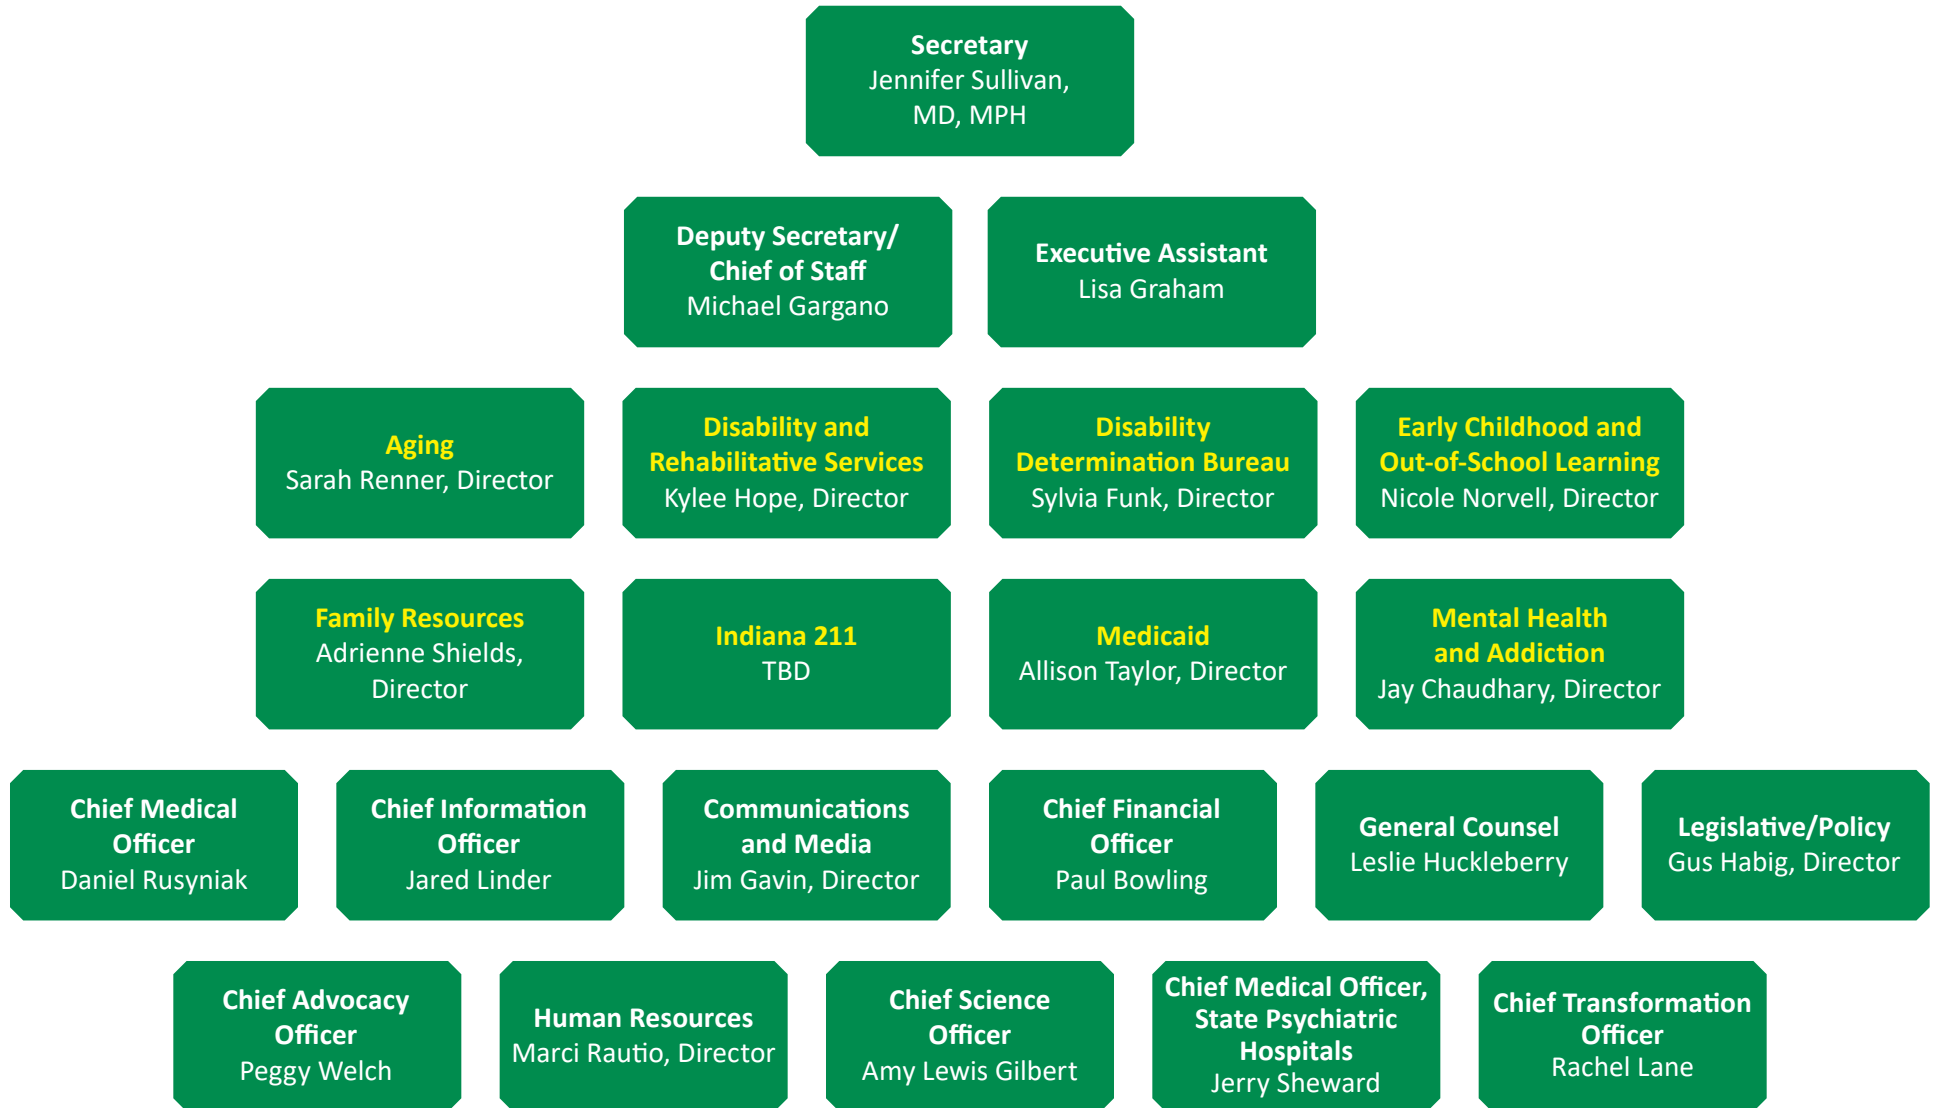 Secretary
Jennifer Sullivan,
MD, MPH
Deputy Secretary/
Chief of Staff
Michael Gargano
Executive Assistant
Lisa Graham
Aging
Sarah Renner, Director
Disability and
Rehabilitative Services
Kylee Hope, Director
Disability
Determination Bureau
Sylvia Funk, Director
Early Childhood and
Out-of-School Learning
Nicole Norvell, Director
Family Resources
Adrienne Shields,
Director
Indiana 211
TBD
Medicaid
Allison Taylor, Director
Mental Health
and Addiction
Jay Chaudhary, Director
Chief Medical
Officer
Daniel Rusyniak
Chief Information
Officer
Jared Linder
Communications
and Media
Jim Gavin, Director
Chief Financial
Officer
Paul Bowling
General Counsel
Leslie Huckleberry
Legislative/Policy
Gus Habig, Director
Chief Advocacy
Officer
Peggy Welch
Human Resources
Marci Rautio, Director
Chief Science
Officer
Amy Lewis Gilbert
Chief Medical Officer,
State Psychiatric
Hospitals
Jerry Sheward
Chief Transformation
Officer
Rachel Lane